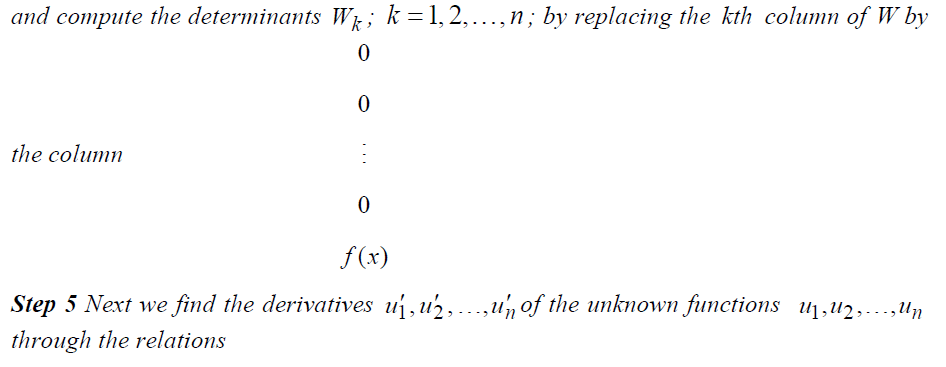 and compute the determinants W_k ; k = 1, 2, …, n ; by replacing the kth column of W by
0
0
the column ⋮
0
f (x)
Step 5 Next we find the derivatives u′_1, u′_2, …, u′_n of the unknown functions u_1, u_2, …, u_n
through the relations